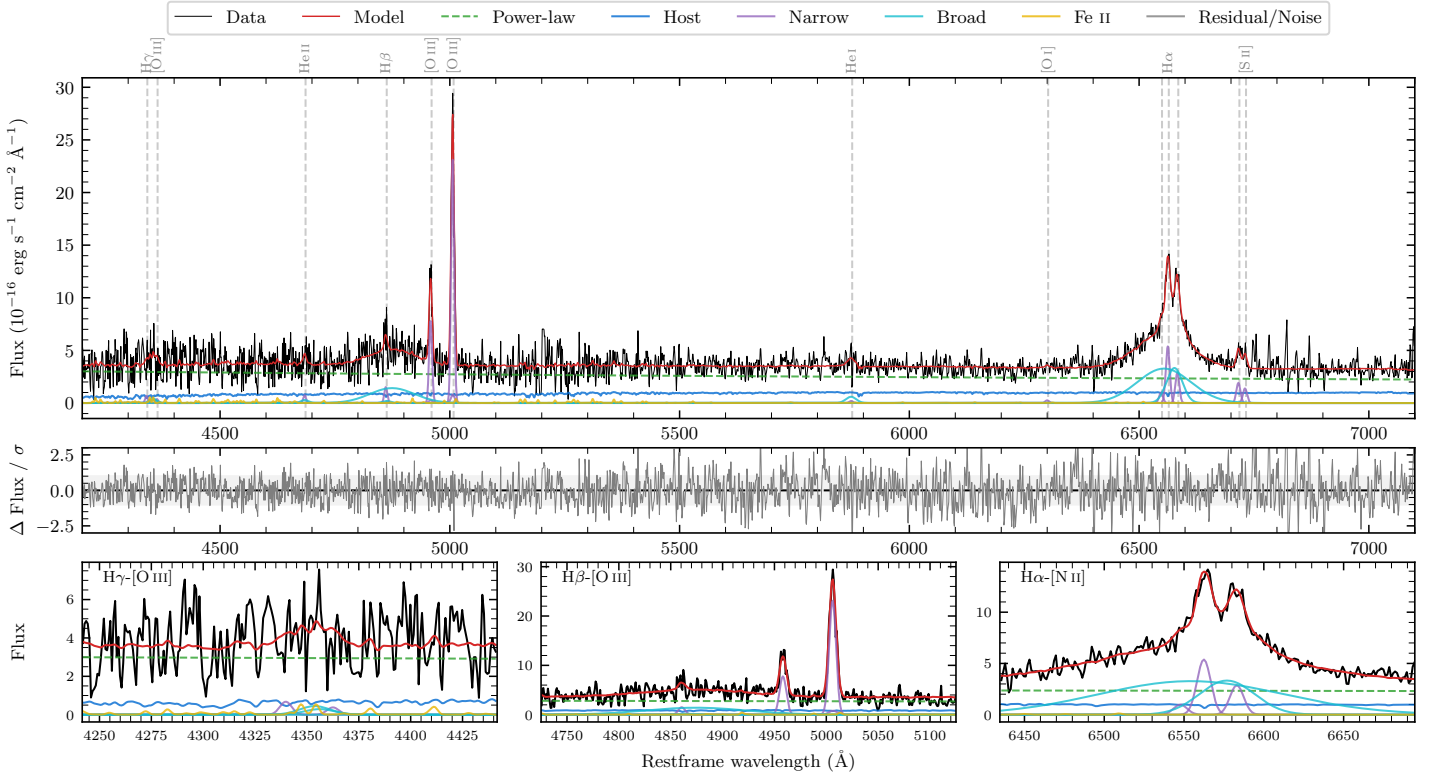 Data Model Power-law Host Narrow Broad Fe II Residual/Noise
Hγ [O III] He II Hβ [O III] [O III] He I [O I] Hα [S II]
Flux (10⁻¹⁶ erg s⁻¹ cm⁻² Å⁻¹)
30
25
20
15
10
5
0
4500 5000 5500 6000 6500 7000
Δ Flux / σ
2.5
0.0
−2.5
4500 5000 5500 6000 6500 7000
Flux
Hγ-[O III]
6
4
2
0
4250 4275 4300 4325 4350 4375 4400 4425
Hβ-[O III]
30
20
10
0
4750 4800 4850 4900 4950 5000 5050 5100
Hα-[N II]
10
5
0
6450 6500 6550 6600 6650
Restframe wavelength (Å)